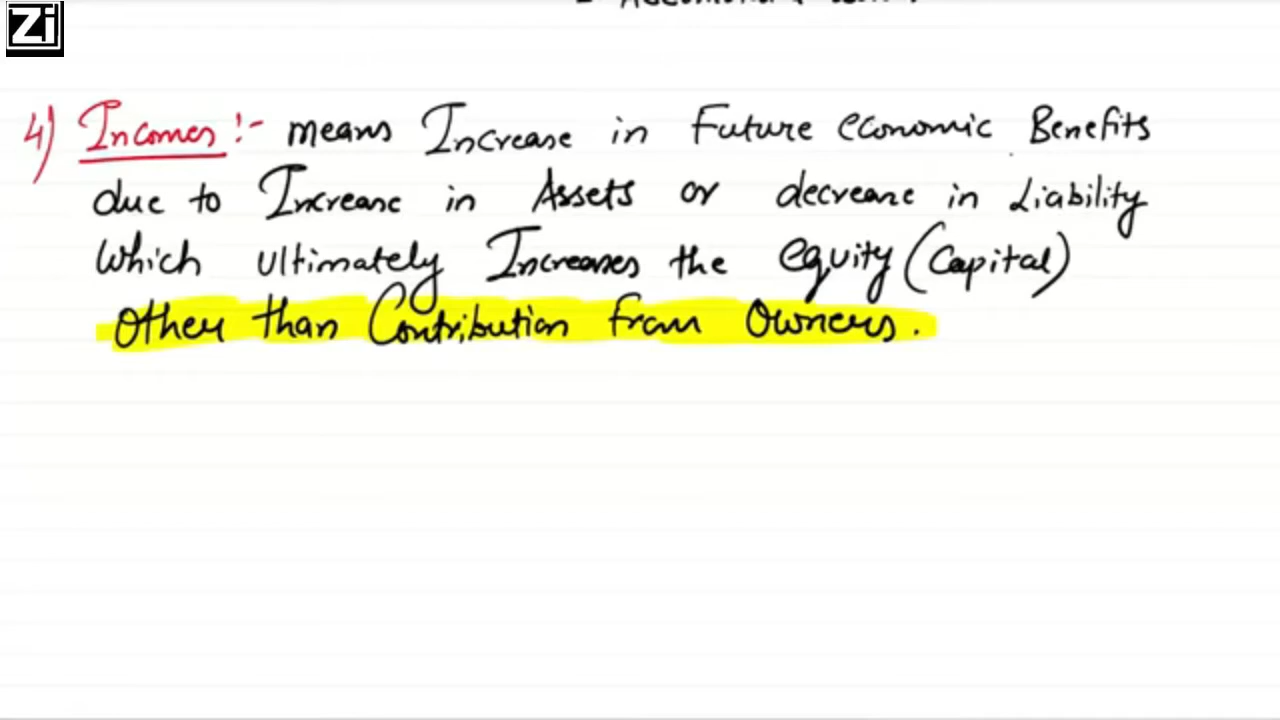 Zi
4) Incomes :- means Increase in Future economic Benefits
due to Increase in Assets or decrease in Liability
Which ultimately Increases the equity (Capital)
Other than Contribution from Owners.